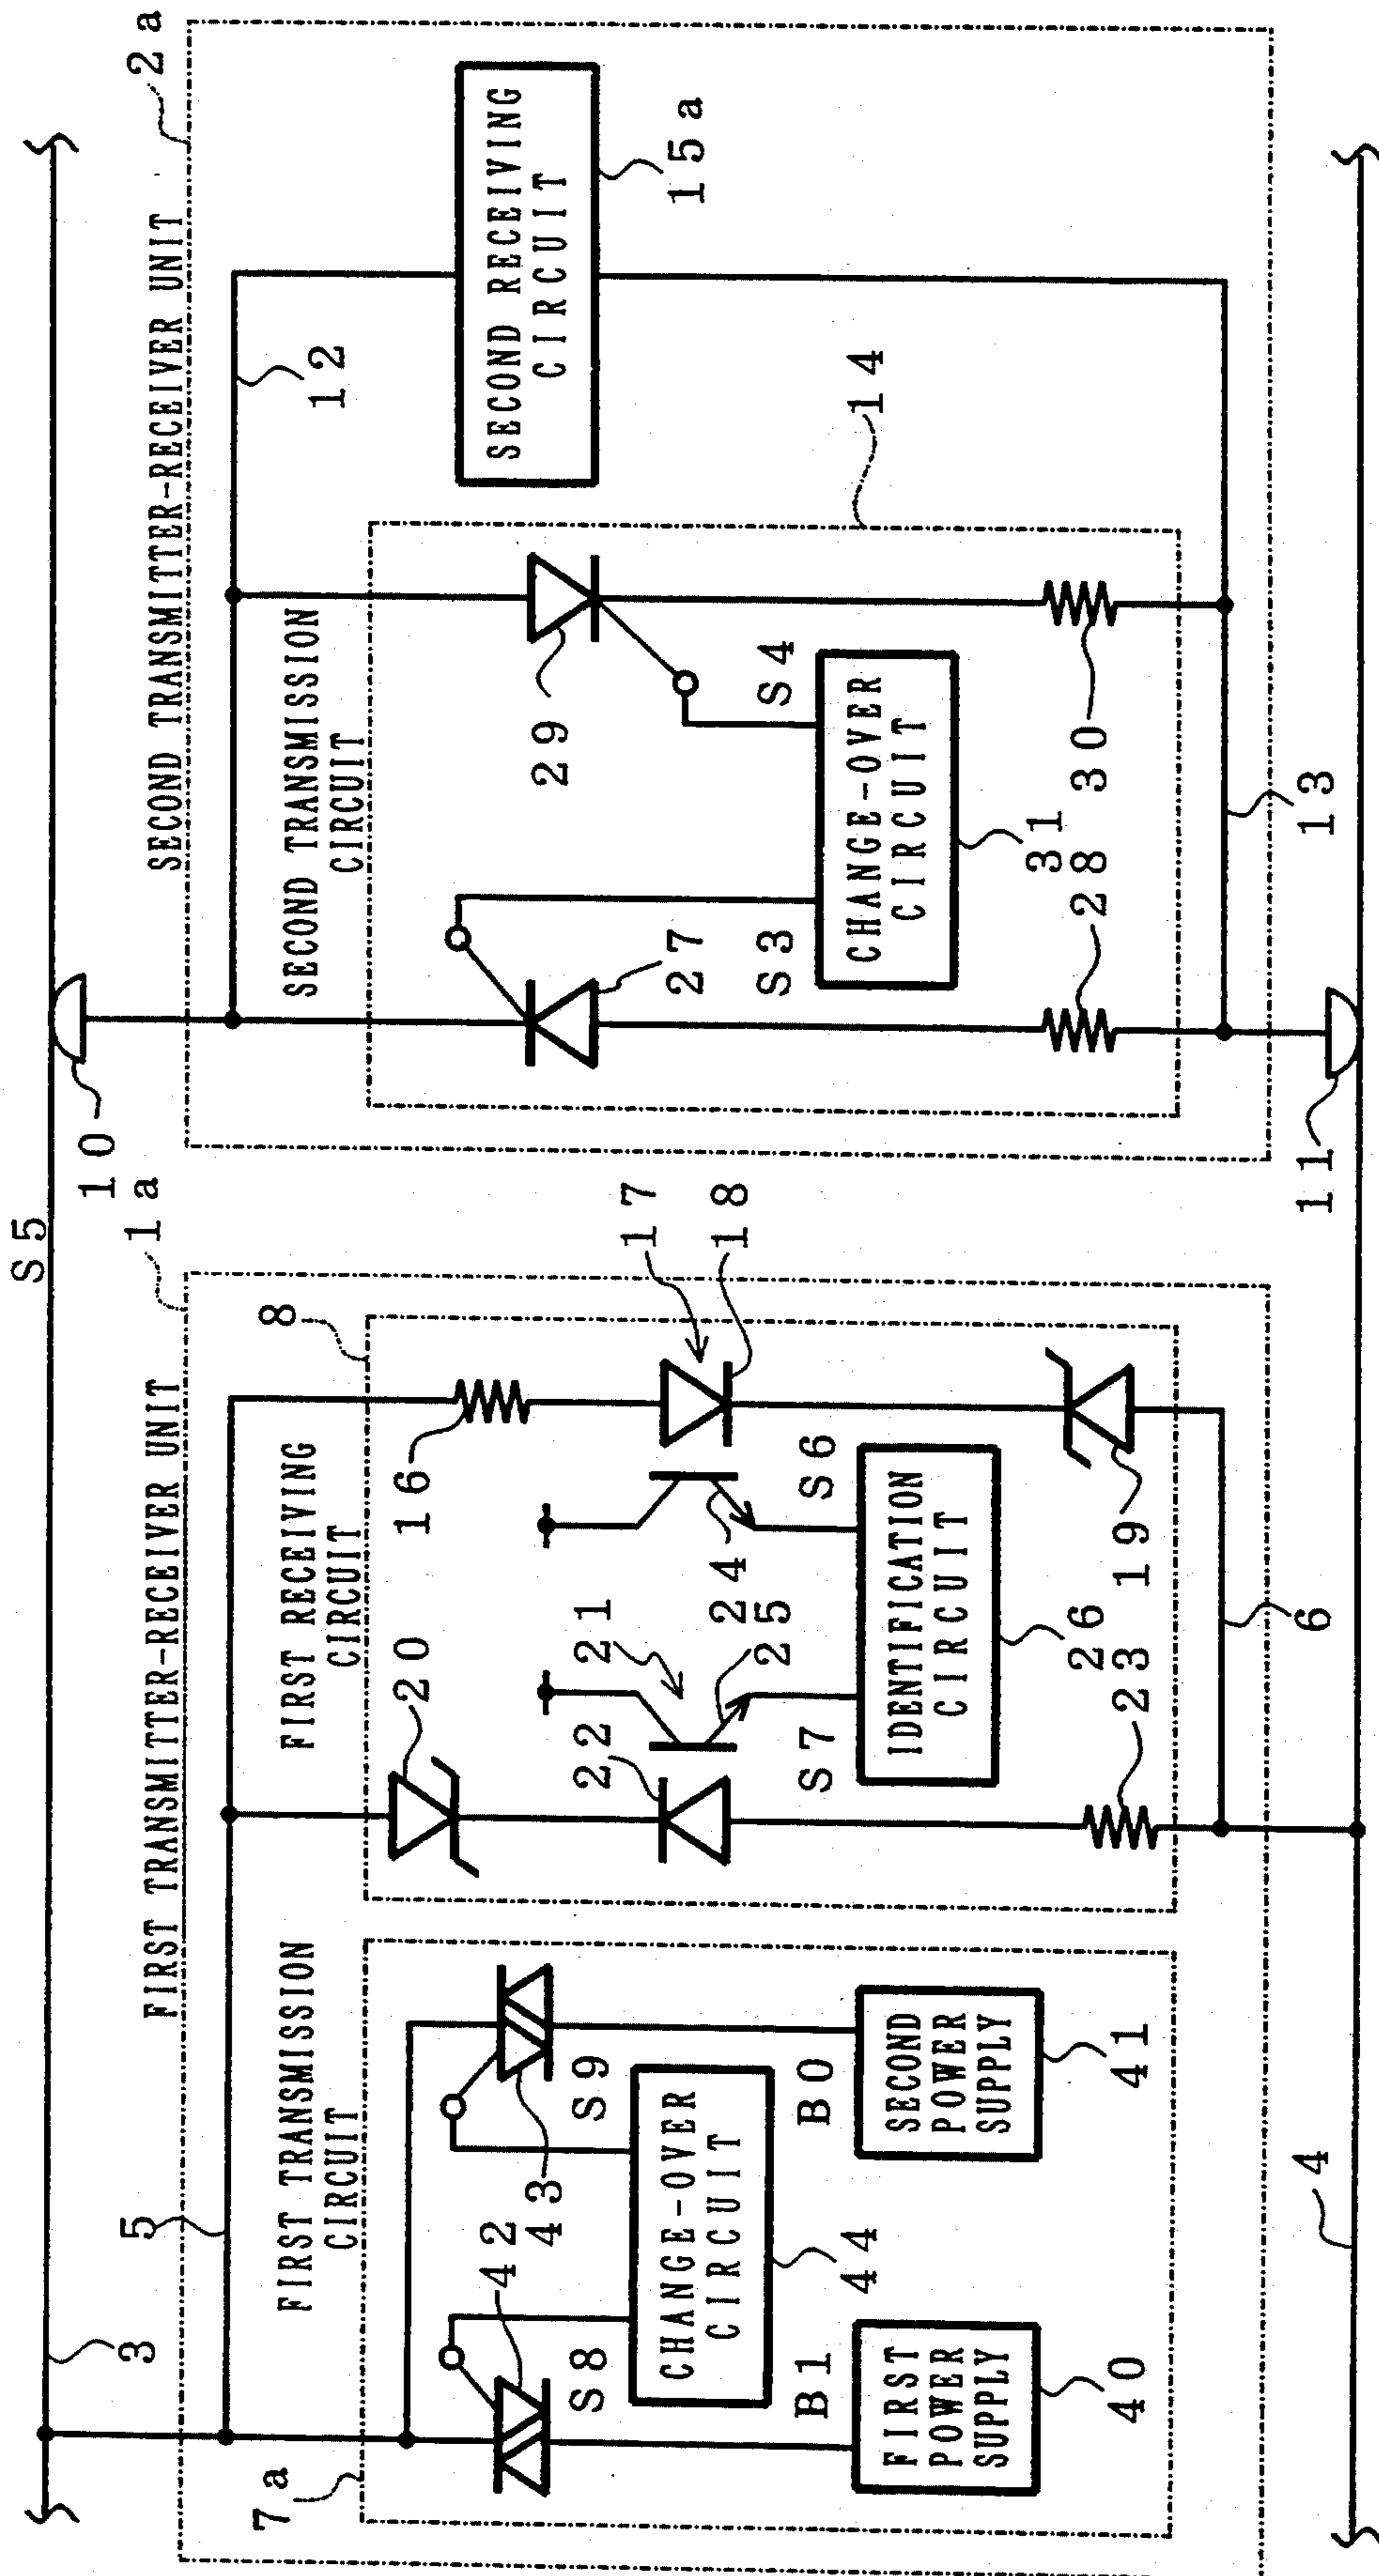 S5
3
4
FIRST TRANSMITTER-RECEIVER UNIT
1a
5
FIRST TRANSMISSION
CIRCUIT
7a
42
43
S8
S9
CHANGE-OVER
CIRCUIT
44
B1
B0
FIRST
POWER
SUPPLY
40
SECOND
POWER
SUPPLY
41
FIRST RECEIVING
CIRCUIT
8
20
16
22
21
25
24
17
18
S7
S6
IDENTIFICATION
CIRCUIT
26
23
19
6
SECOND TRANSMITTER-RECEIVER UNIT
2a
10
12
SECOND TRANSMISSION
CIRCUIT
14
27
29
S3
S4
CHANGE-OVER
CIRCUIT
31
28
30
SECOND RECEIVING
CIRCUIT
15a
13
11